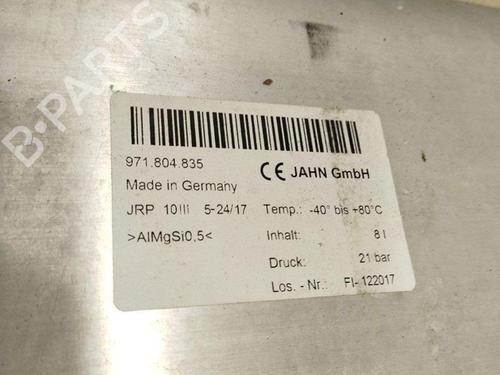 B-PARTS
971.804.835
CE JAHN GmbH
Made in Germany
JRP 10III 5-24/17 Temp.: -40° bis +80°C
>AlMgSi0,5< Inhalt: 8 l
Druck: 21 bar
Los. - Nr.: FI- 122017